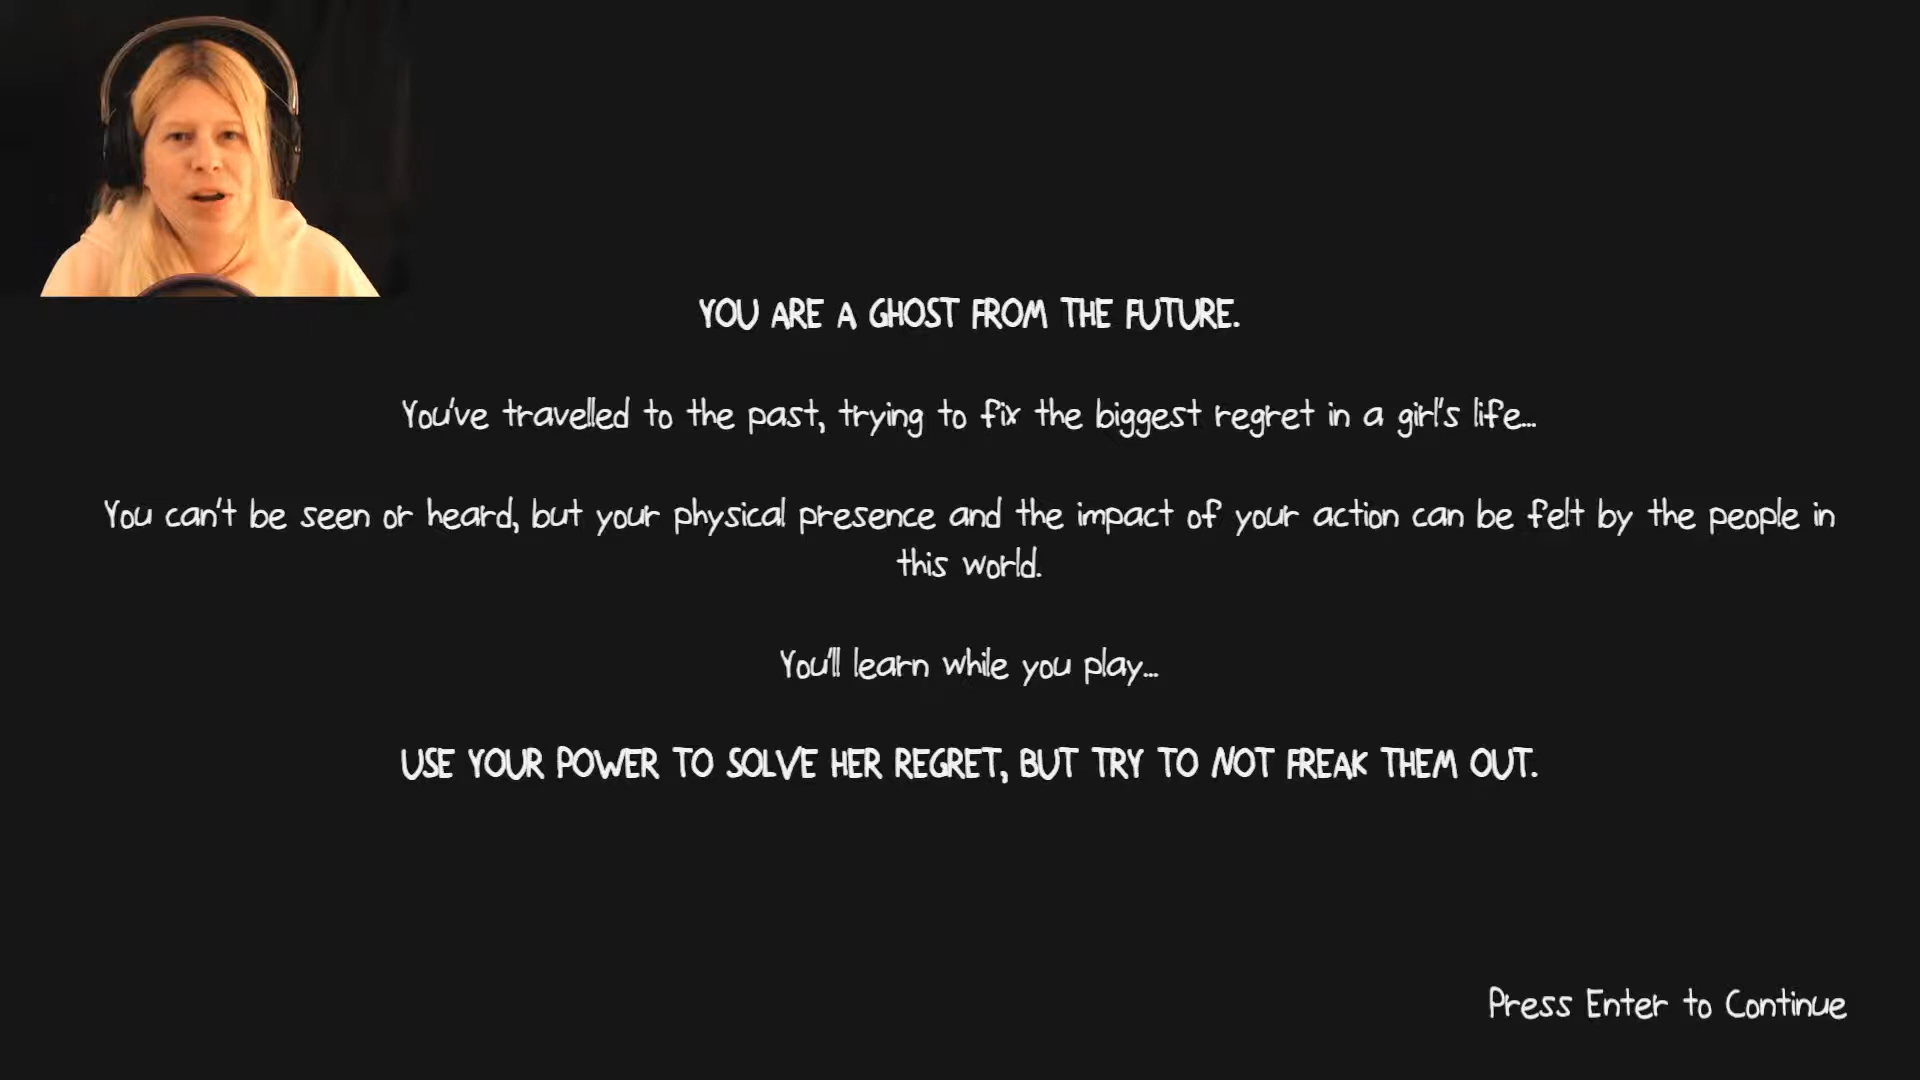 YOU ARE A GHOST FROM THE FUTURE.
You've travelled to the past, trying to fix the biggest regret in a girl's life...
You can't be seen or heard, but your physical presence and the impact of your action can be felt by the people in
this world.
You'll learn while you play...
USE YOUR POWER TO SOLVE HER REGRET, BUT TRY TO NOT FREAK THEM OUT.
Press Enter to Continue